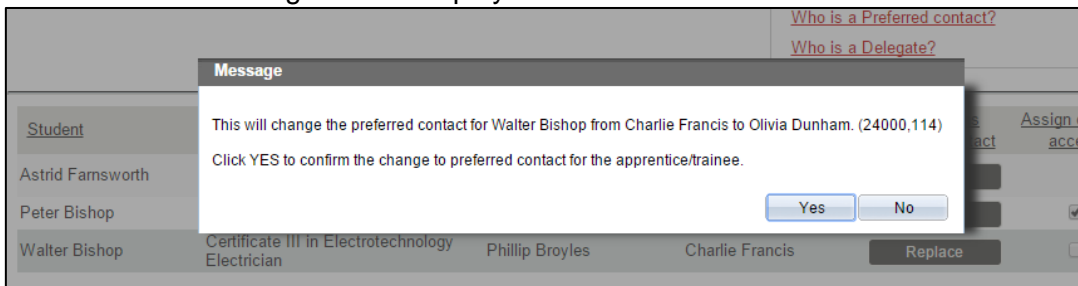 Who is a Preferred contact?
Who is a Delegate?
Message
This will change the preferred contact for Walter Bishop from Charlie Francis to Olivia Dunham. (24000,114)
Click YES to confirm the change to preferred contact for the apprentice/trainee.
Yes No
Student
Assign
Astrid Farnsworth
Peter Bishop
Walter Bishop Certificate III in Electrotechnology Electrician Phillip Broyles Charlie Francis Replace